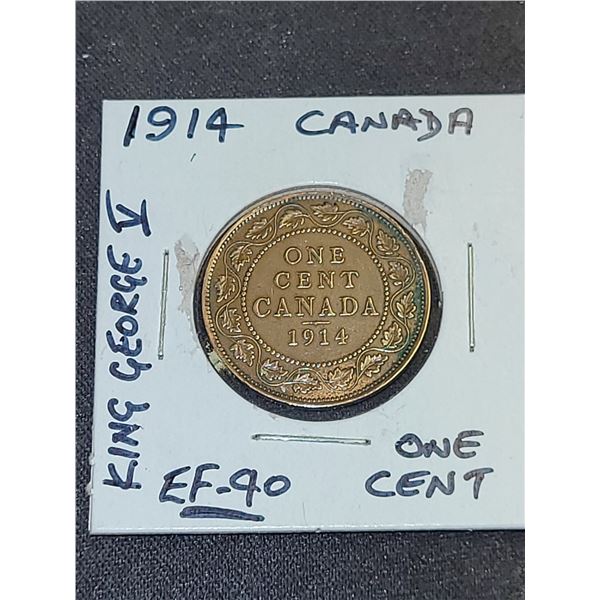 1914 CANADA
KING GEORGE V
ONE
CENT
CANADA
1914
EF-40
ONE
CENT